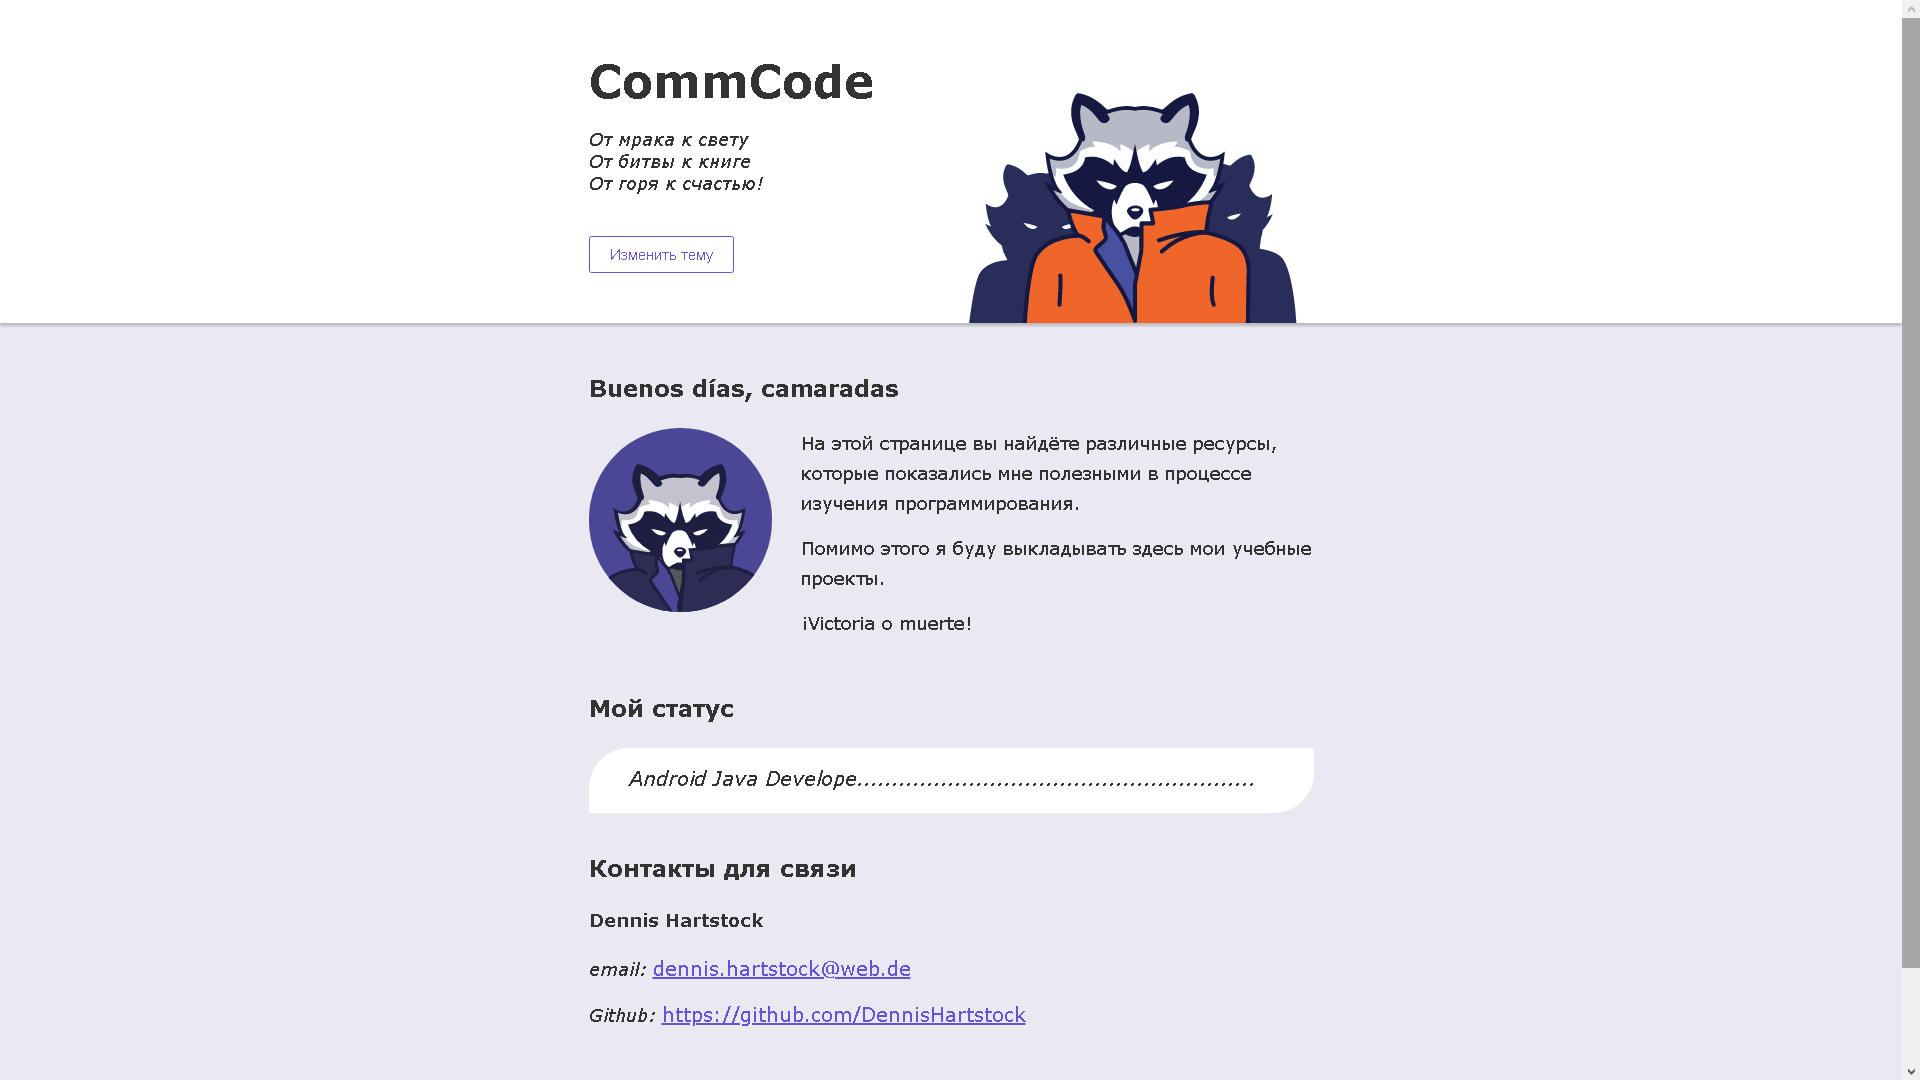 CommCode
От мрака к свету
От битвы к книге
От горя к счастью!
Изменить тему
Buenos días, camaradas
На этой странице вы найдёте различные ресурсы,
которые показались мне полезными в процессе
изучения программирования.
Помимо этого я буду выкладывать здесь мои учебные
проекты.
¡Victoria o muerte!
Мой статус
Android Java Develope.........................................................
Контакты для связи
Dennis Hartstock
email: dennis.hartstock@web.de
Github: https://github.com/DennisHartstock